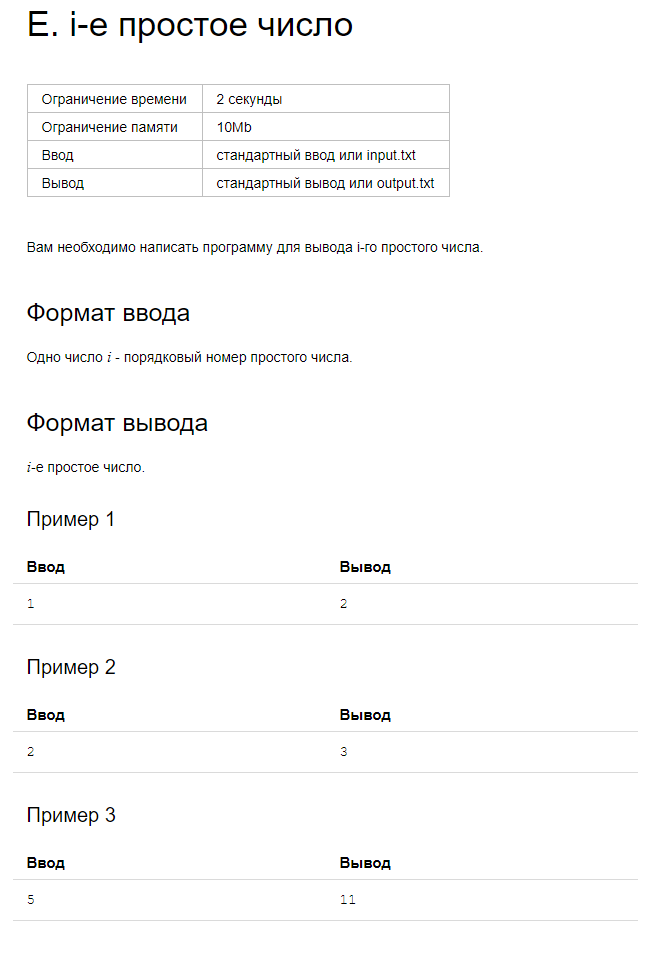 E. i-е простое число
Ограничение времени 2 секунды
Ограничение памяти 10Mb
Ввод стандартный ввод или input.txt
Вывод стандартный вывод или output.txt
Вам необходимо написать программу для вывода i-го простого числа.
Формат ввода
Одно число i - порядковый номер простого числа.
Формат вывода
i-е простое число.
Пример 1
Ввод Вывод
1 2
Пример 2
Ввод Вывод
2 3
Пример 3
Ввод Вывод
5 11